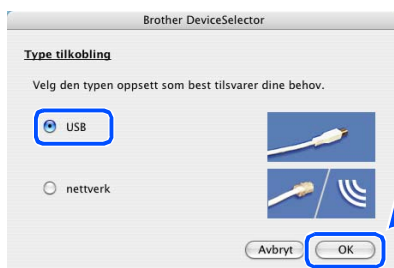 Brother DeviceSelector
Type tilkobling
Velg den typen oppsett som best tilsvarer dine behov.
USB
nettverk
Avbryt OK